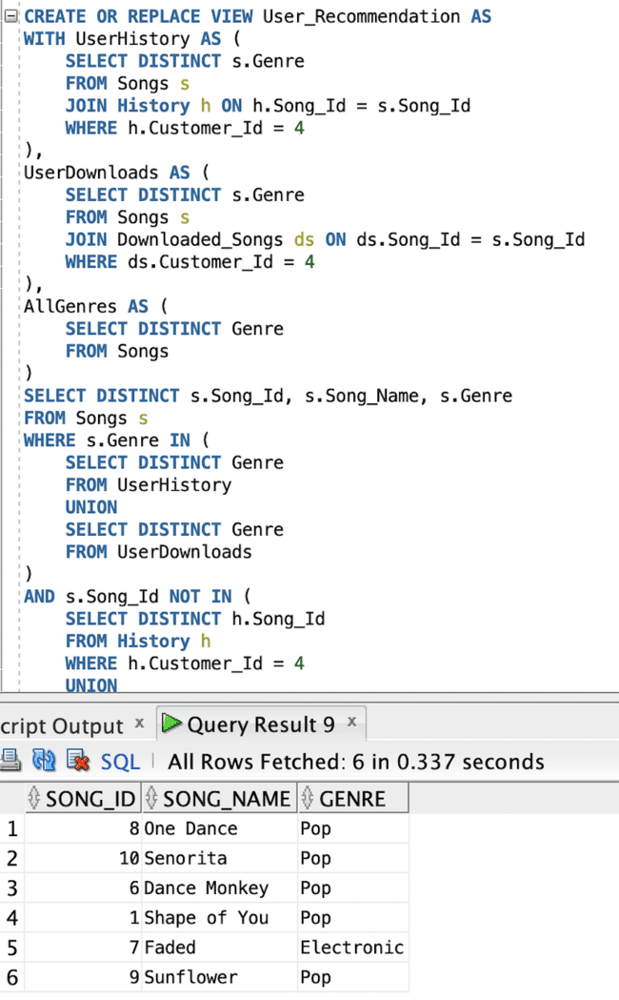 CREATE OR REPLACE VIEW User_Recommendation AS
WITH UserHistory AS (
    SELECT DISTINCT s.Genre
    FROM Songs s
    JOIN History h ON h.Song_Id = s.Song_Id
    WHERE h.Customer_Id = 4
),
UserDownloads AS (
    SELECT DISTINCT s.Genre
    FROM Songs s
    JOIN Downloaded_Songs ds ON ds.Song_Id = s.Song_Id
    WHERE ds.Customer_Id = 4
),
AllGenres AS (
    SELECT DISTINCT Genre
    FROM Songs
)
SELECT DISTINCT s.Song_Id, s.Song_Name, s.Genre
FROM Songs s
WHERE s.Genre IN (
    SELECT DISTINCT Genre
    FROM UserHistory
    UNION
    SELECT DISTINCT Genre
    FROM UserDownloads
)
AND s.Song_Id NOT IN (
    SELECT DISTINCT h.Song_Id
    FROM History h
    WHERE h.Customer_Id = 4
    UNION
cript Output x Query Result 9 x
SQL | All Rows Fetched: 6 in 0.337 seconds
SONG_ID SONG_NAME GENRE
1 8 One Dance Pop
2 10 Senorita Pop
3 6 Dance Monkey Pop
4 1 Shape of You Pop
5 7 Faded Electronic
6 9 Sunflower Pop